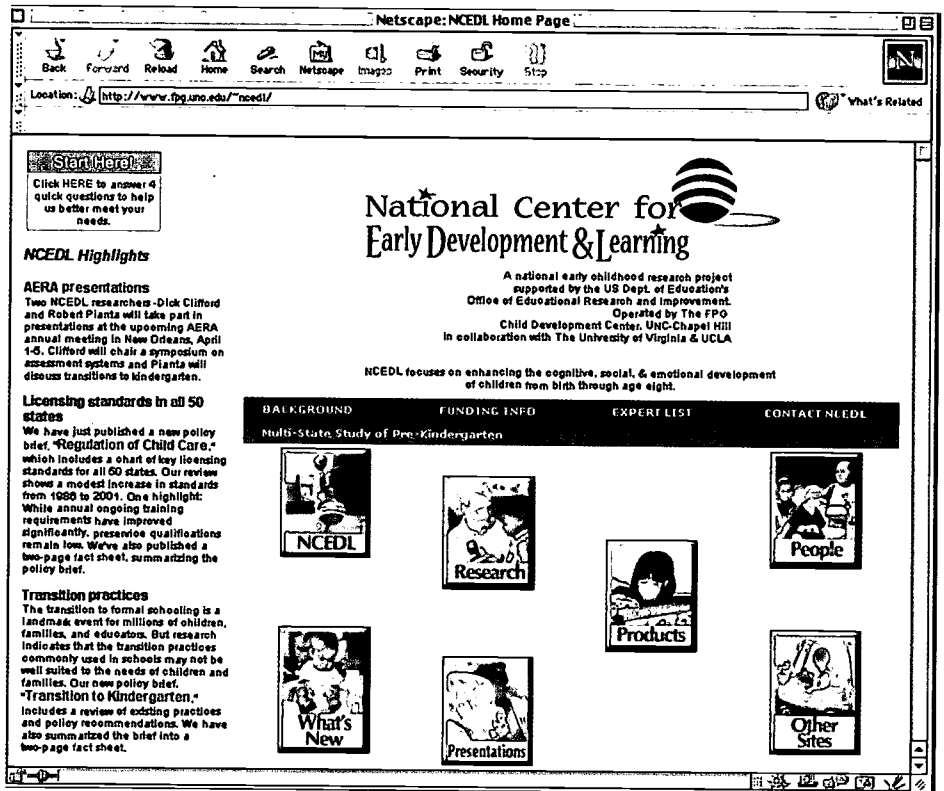 Netscape: NCEDL Home Page
Back Forward Reload Home Search Netscape Images Print Security Stop
N
Location: http://www.fpg.unc.edu/~ncedl/
What's Related
Start Here!
Click HERE to answer 4
quick questions to help
us better meet your
needs.
NCEDL Highlights
AERA presentations
Two NCEDL researchers -Dick Clifford
and Robert Pianta will take part in
presentations at the upcoming AERA
annual meeting in New Orleans, April
1-5. Clifford will chair a symposium on
assessment systems and Pianta will
discuss transitions to kindergarten.
Licensing standards in all 50
states
We have just published a new policy
brief, "Regulation of Child Care,"
which includes a chart of key licensing
standards for all 50 states. Our review
shows a modest increase in standards
from 1986 to 2001. One highlight:
While annual ongoing training
requirements have improved
significantly, preservice qualifications
remain low. We've also published a
two-page fact sheet, summarizing the
policy brief.
Transition practices
The transition to formal schooling is a
landmark event for millions of children,
families, and educators. But research
indicates that the transition practices
commonly used in schools may not be
well suited to the needs of children and
families. Our new policy brief,
"Transition to Kindergarten,"
includes a review of existing practices
and policy recommendations. We have
also summarized the brief into a
two-page fact sheet.
National Center for
Early Development & Learning
A national early childhood research project
supported by the US Dept. of Education's
Office of Educational Research and Improvement.
Operated by The FPG
Child Development Center, UNC-Chapel Hill
in collaboration with The University of Virginia & UCLA
NCEDL focuses on enhancing the cognitive, social, & emotional development
of children from birth through age eight.
BACKGROUND FUNDING INFO EXPERT LIST CONTACT NCEDL
Multi-State Study of Pre-Kindergarten
NCEDL
Research
Products
People
What's
New
Presentations
Other
Sites